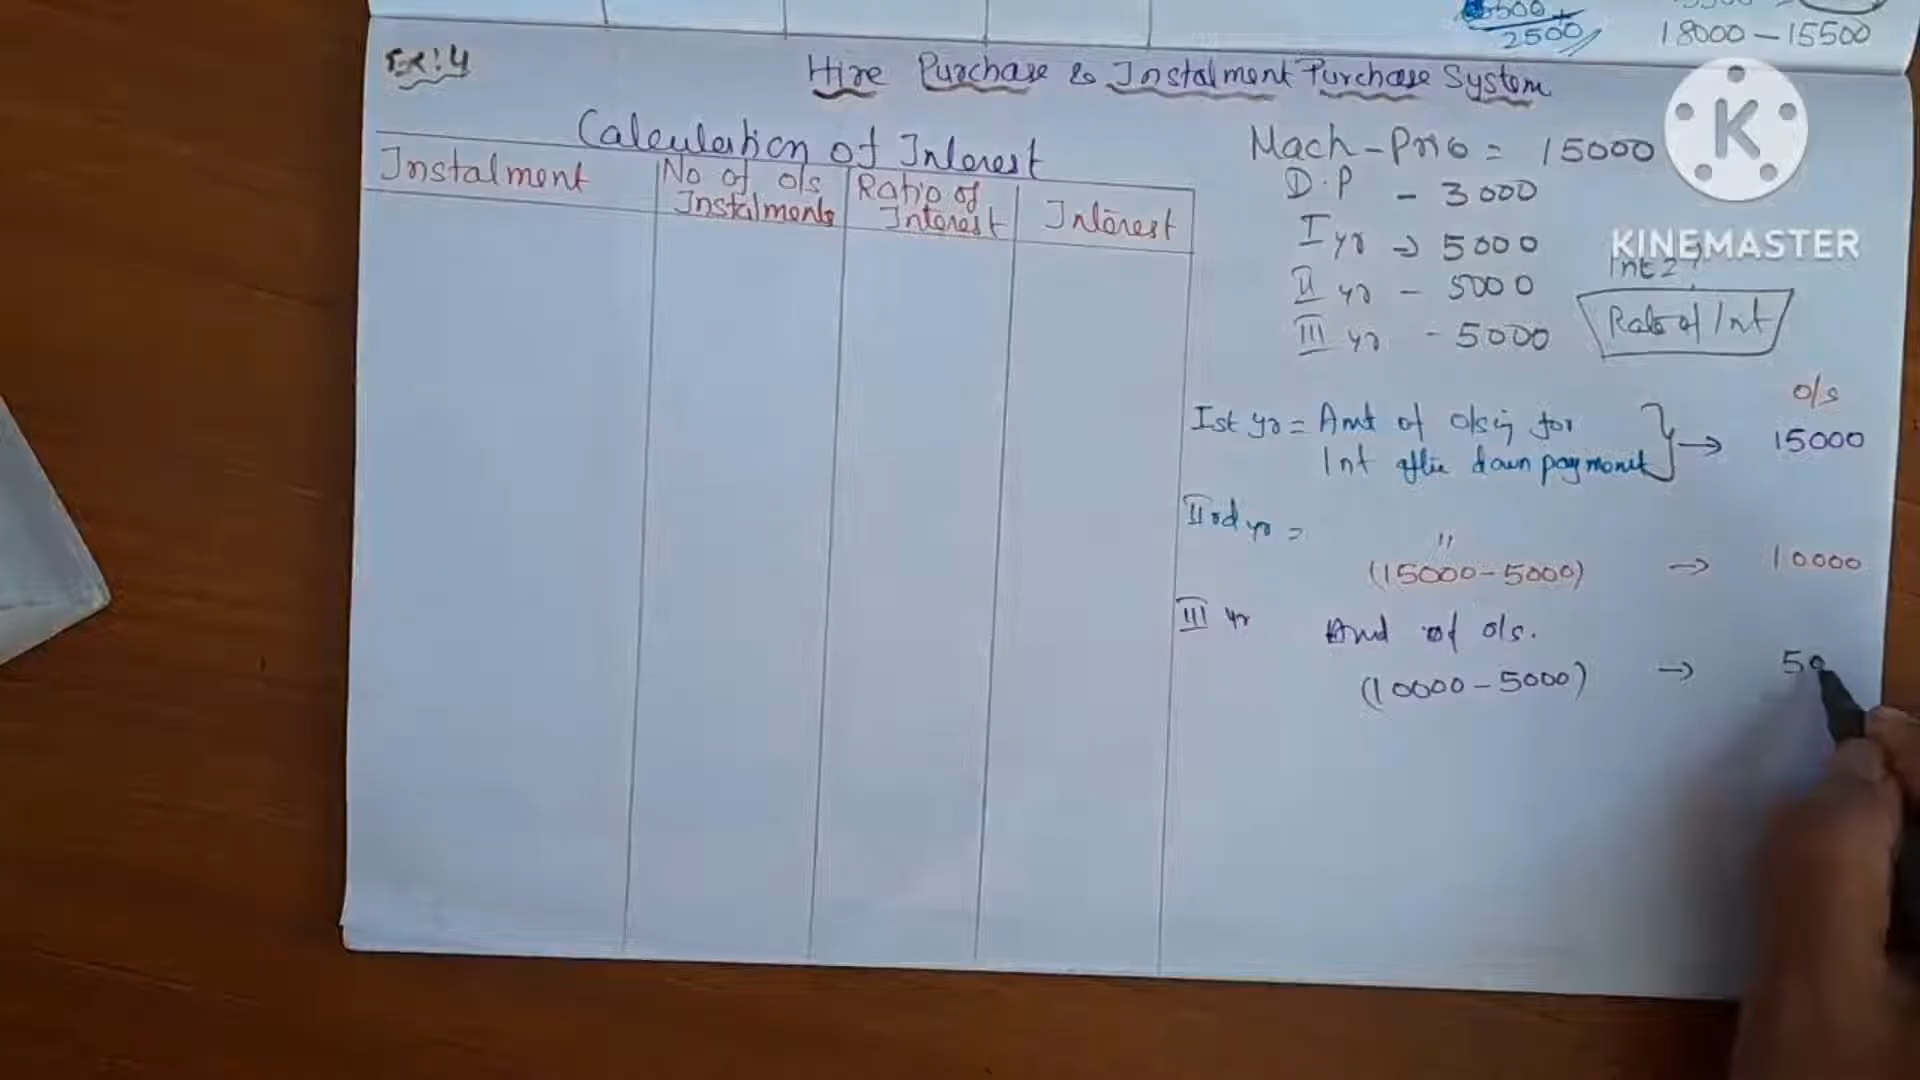 2500
18000-15500
Ex:4
Hire Purchase & Instalment Purchase System
Calculation of Interest
Instalment
No of o/s Instalments
Ratio of Interest
Interest
Mach-Price = 15000
D.P - 3000
I yr → 5000
II yr - 5000
III yr - 5000
K
KINEMASTER
Int = ?
Rate of Int
o/s
Ist yr = Amt of o/s for
Int after down payment
→ 15000
IInd yr =
"
(15000-5000) → 10000
III yr Amt of o/s.
(10000-5000) → 50